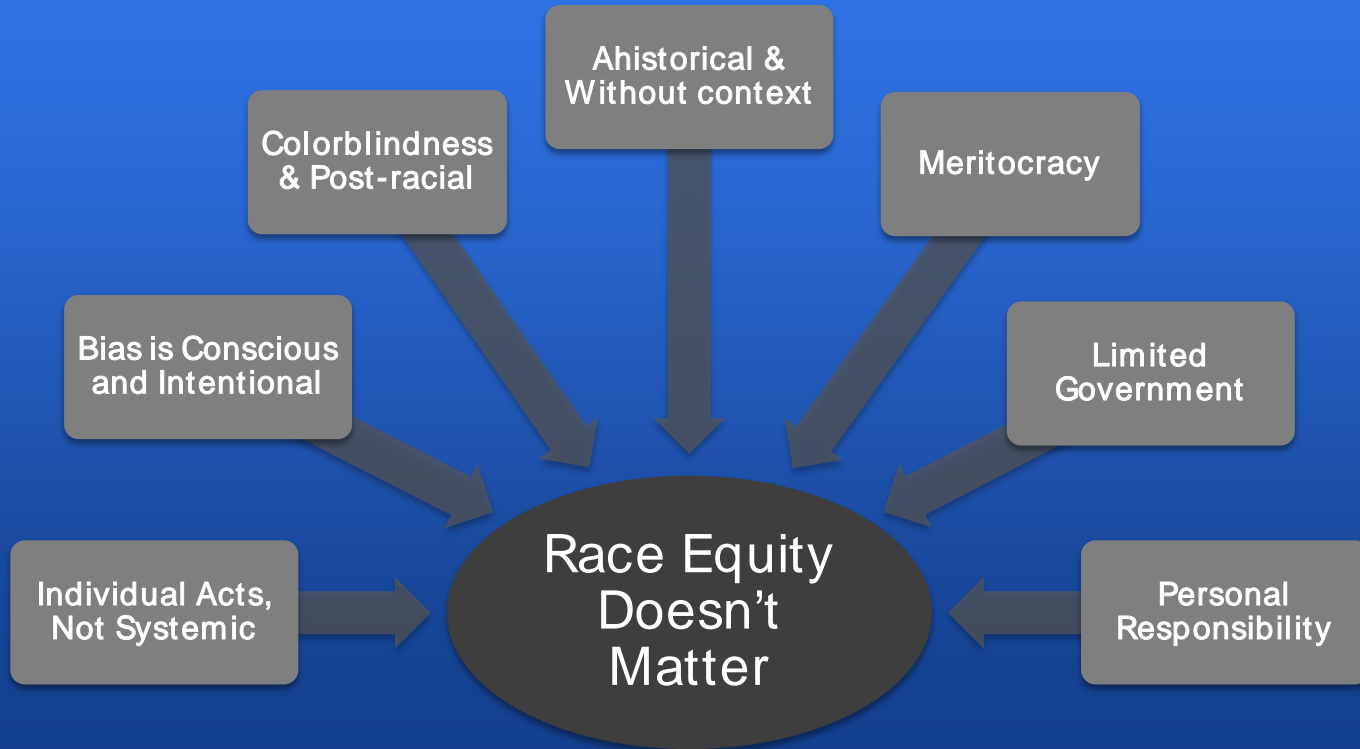 Ahistorical &
Without context
Colorblindness
& Post-racial
Meritocracy
Bias is Conscious
and Intentional
Limited
Government
Individual Acts,
Not Systemic
Race Equity
Doesn’t
Matter
Personal
Responsibility